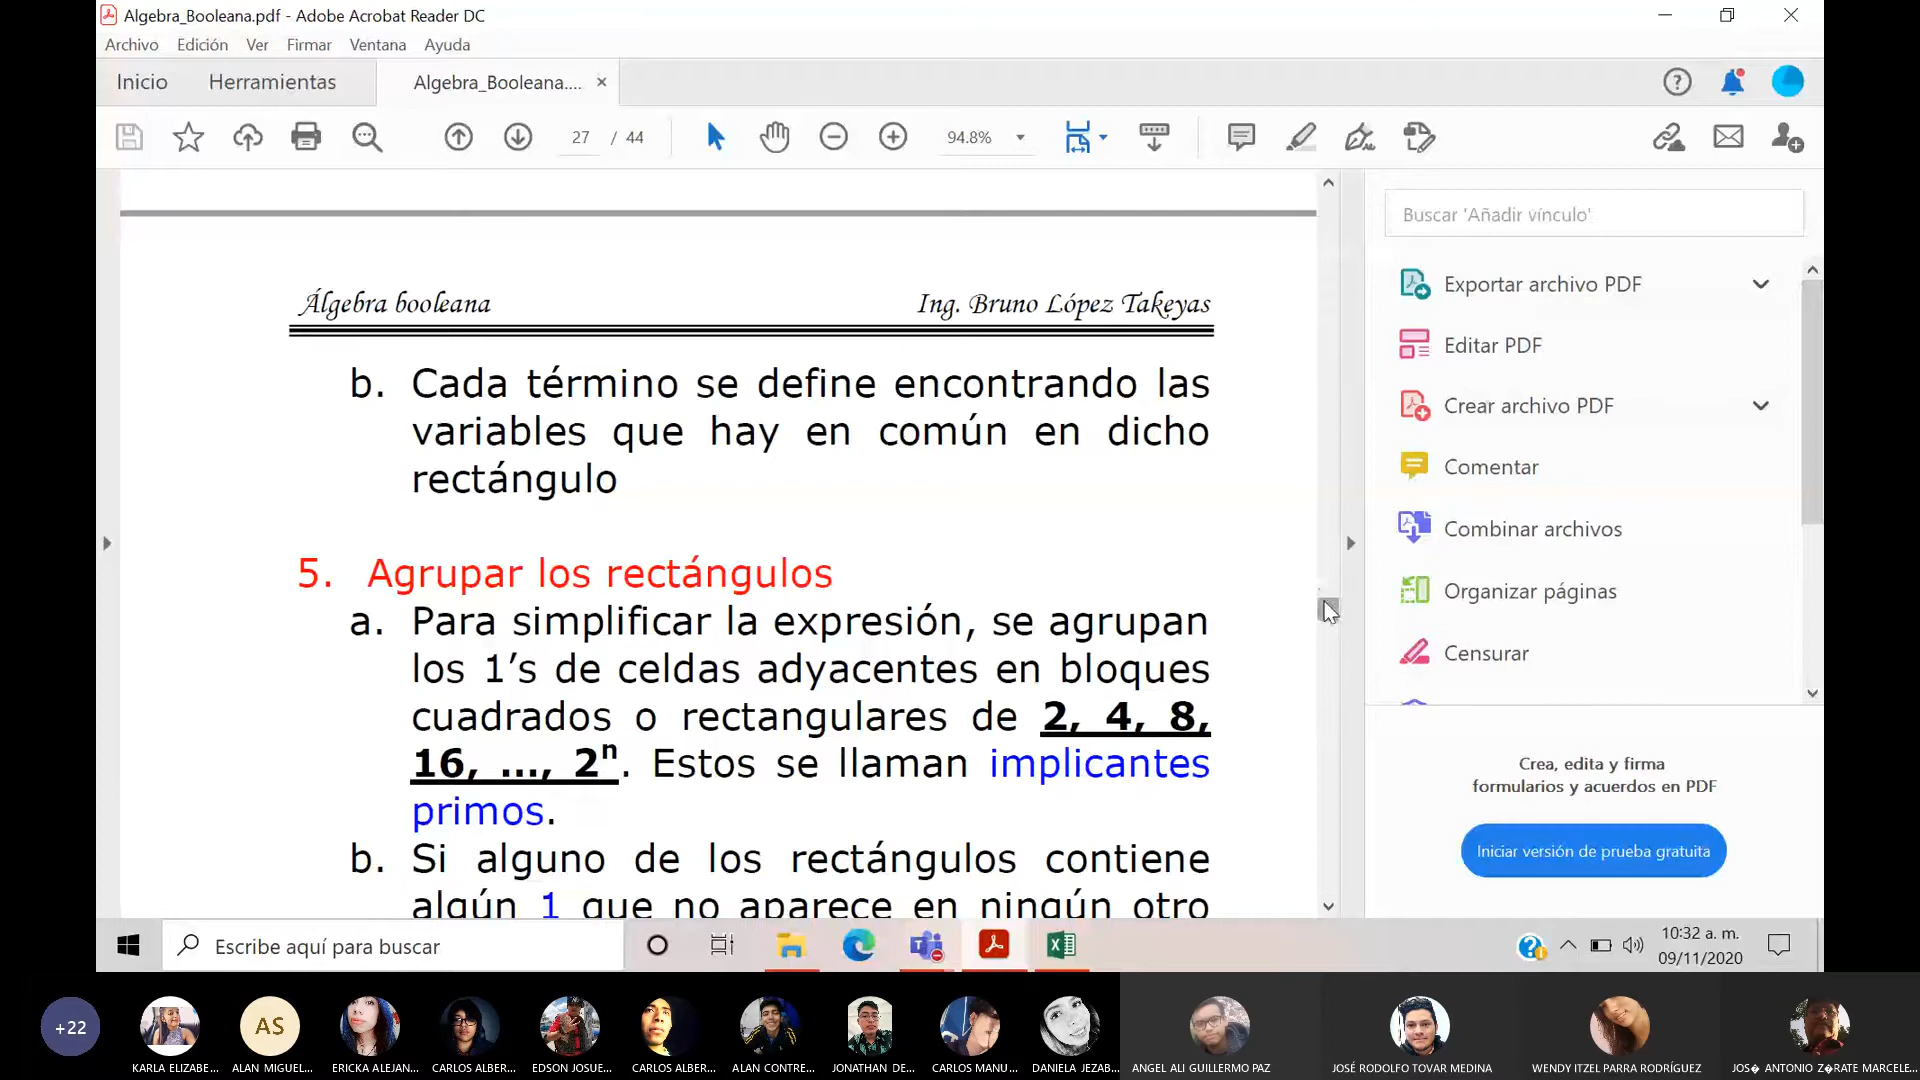 Algebra_Booleana.pdf - Adobe Acrobat Reader DC
Archivo Edición Ver Firmar Ventana Ayuda
Inicio Herramientas Algebra_Booleana.... ×
27 / 44 94.8%
Buscar 'Añadir vínculo'
Exportar archivo PDF
Editar PDF
Crear archivo PDF
Comentar
Combinar archivos
Organizar páginas
Censurar
Crea, edita y firma
formularios y acuerdos en PDF
Iniciar versión de prueba gratuita
Álgebra booleana Ing. Bruno López Takeyas
b. Cada término se define encontrando las
variables que hay en común en dicho
rectángulo
5. Agrupar los rectángulos
a. Para simplificar la expresión, se agrupan
los 1’s de celdas adyacentes en bloques
cuadrados o rectangulares de 2, 4, 8,
16, …, 2ⁿ. Estos se llaman implicantes
primos.
b. Si alguno de los rectángulos contiene
algún 1 que no aparece en ningún otro
Escribe aquí para buscar
10:32 a. m.
09/11/2020
+22
AS
KARLA ELIZABE... ALAN MIGUEL... ERICKA ALEJAN... CARLOS ALBER... EDSON JOSUE... CARLOS ALBER... ALAN CONTRE... JONATHAN DE... CARLOS MANU... DANIELA JEZAB... ANGEL ALI GUILLERMO PAZ JOSÉ RODOLFO TOVAR MEDINA WENDY ITZEL PARRA RODRÍGUEZ JOS� ANTONIO Z�RATE MARCELE...